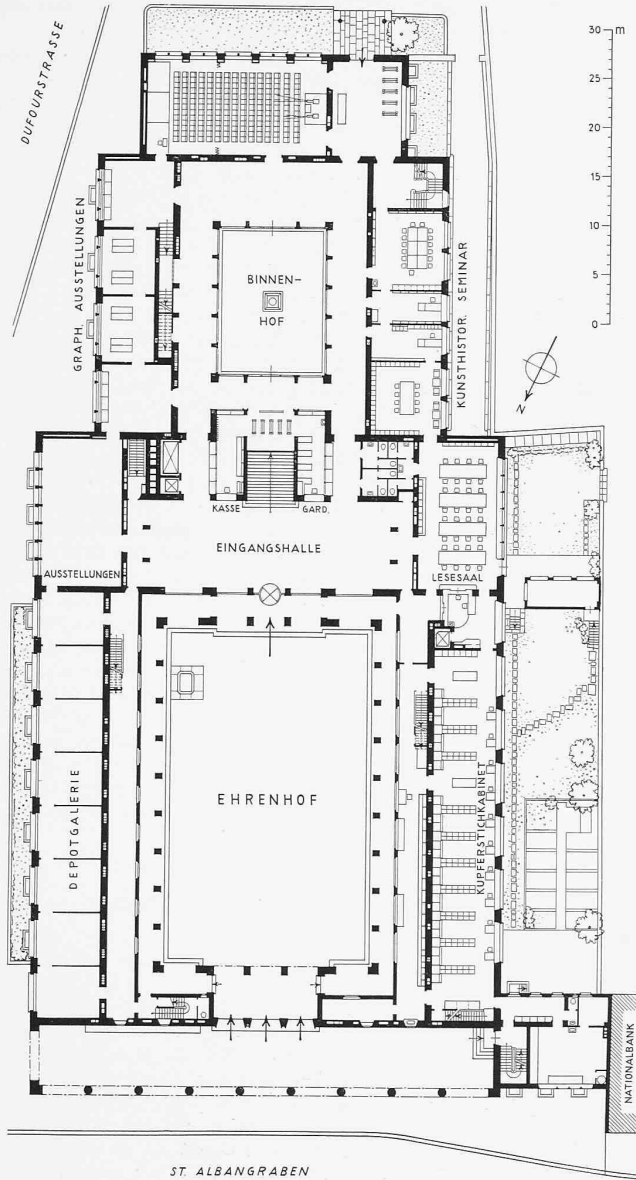 30 m
25
20
15
10
5
0
DUFOURSTRASSE
GRAPH. AUSSTELLUNGEN
BINNEN-
HOF
KUNSTHISTOR. SEMINAR
N
KASSE
GARD.
EINGANGSHALLE
AUSSTELLUNGEN
LESESAAL
DEPOTGALERIE
EHRENHOF
KUPFERSTICHKABINET
NATIONALBANK
ST. ALBANGRABEN